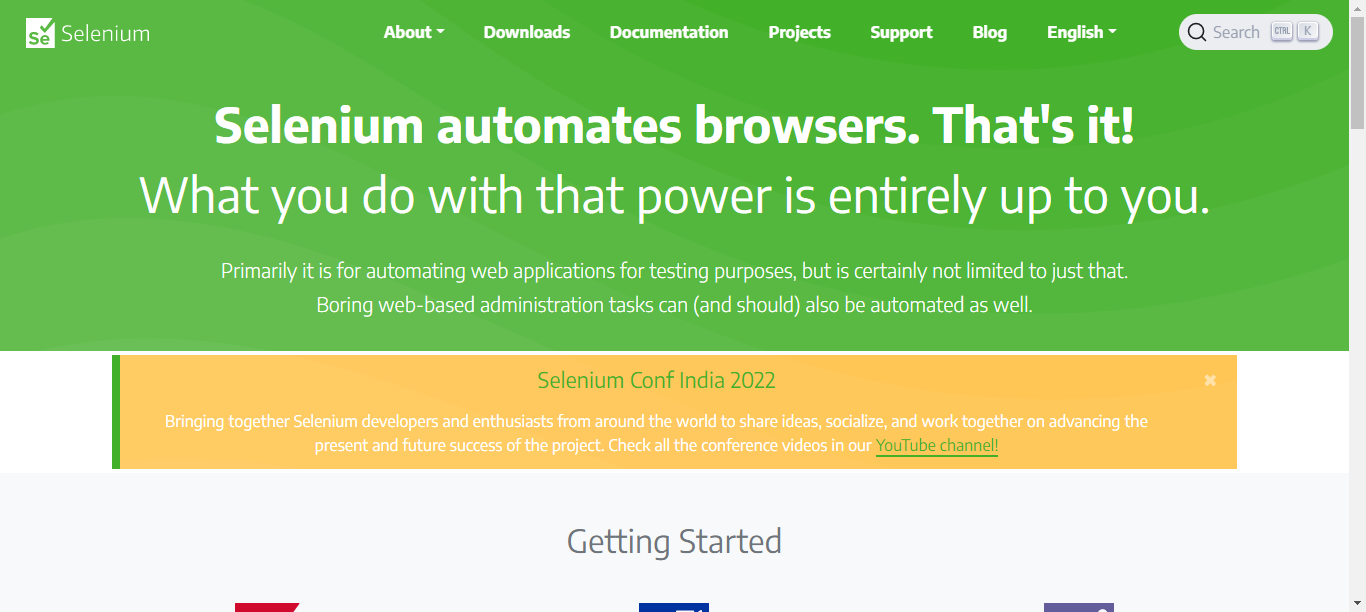 Se Selenium
About
Downloads
Documentation
Projects
Support
Blog
English
Search CTRL K
Selenium automates browsers. That's it!
What you do with that power is entirely up to you.
Primarily it is for automating web applications for testing purposes, but is certainly not limited to just that.
Boring web-based administration tasks can (and should) also be automated as well.
Selenium Conf India 2022
Bringing together Selenium developers and enthusiasts from around the world to share ideas, socialize, and work together on advancing the
present and future success of the project. Check all the conference videos in our YouTube channel!
Getting Started